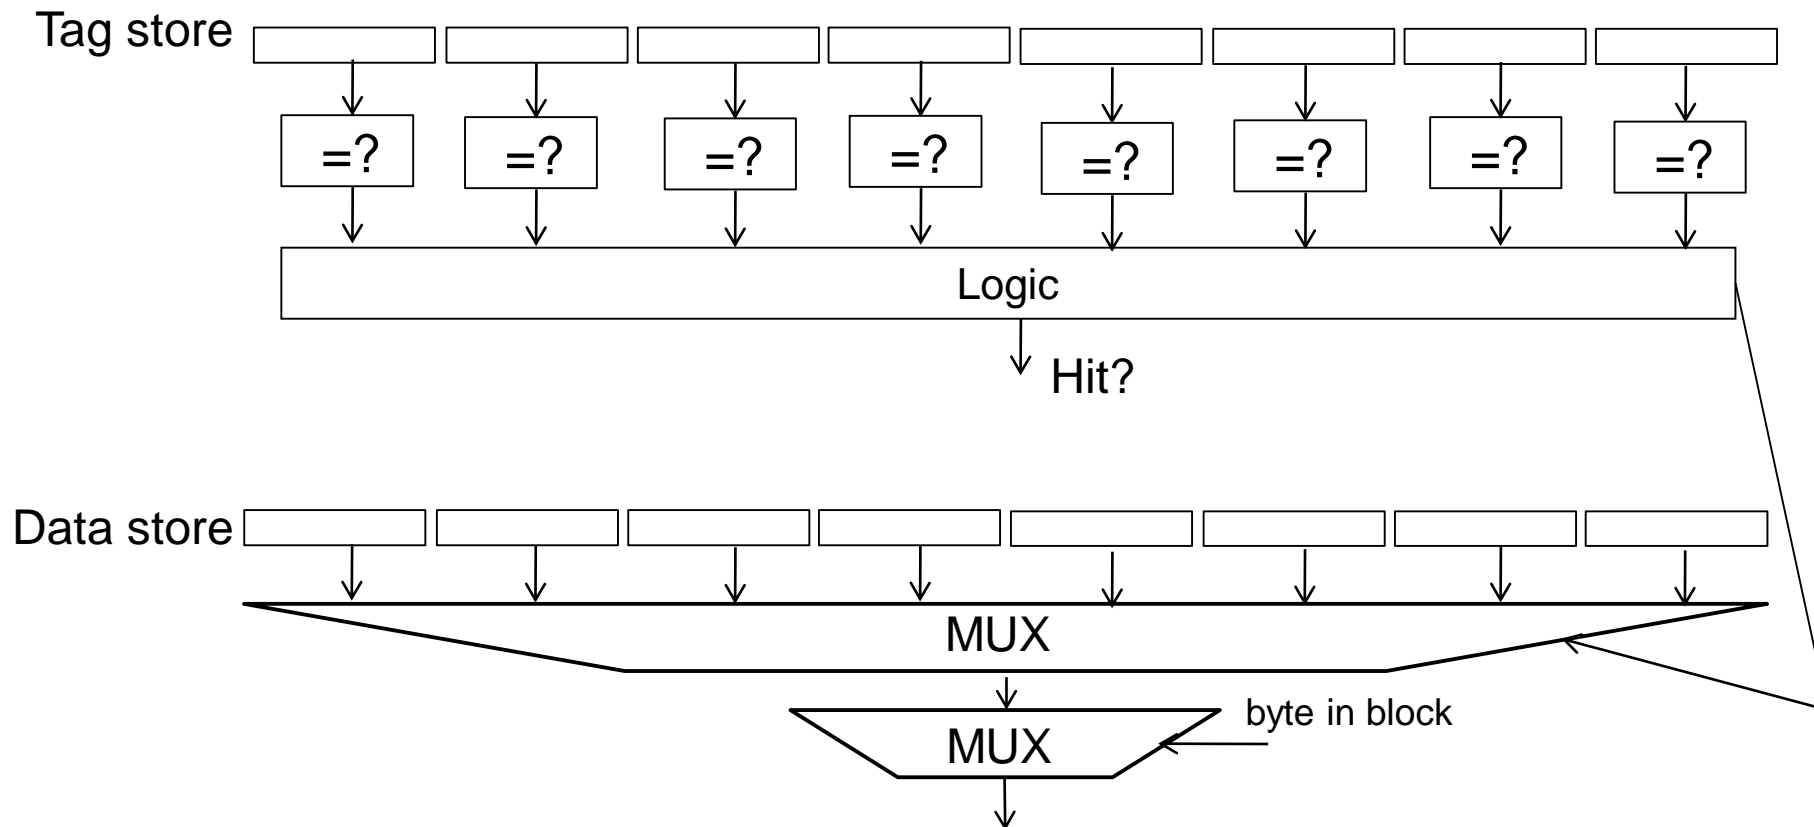 Tag store
=? =? =? =? =? =? =? =?
Logic
Hit?
Data store
MUX
byte in block
MUX